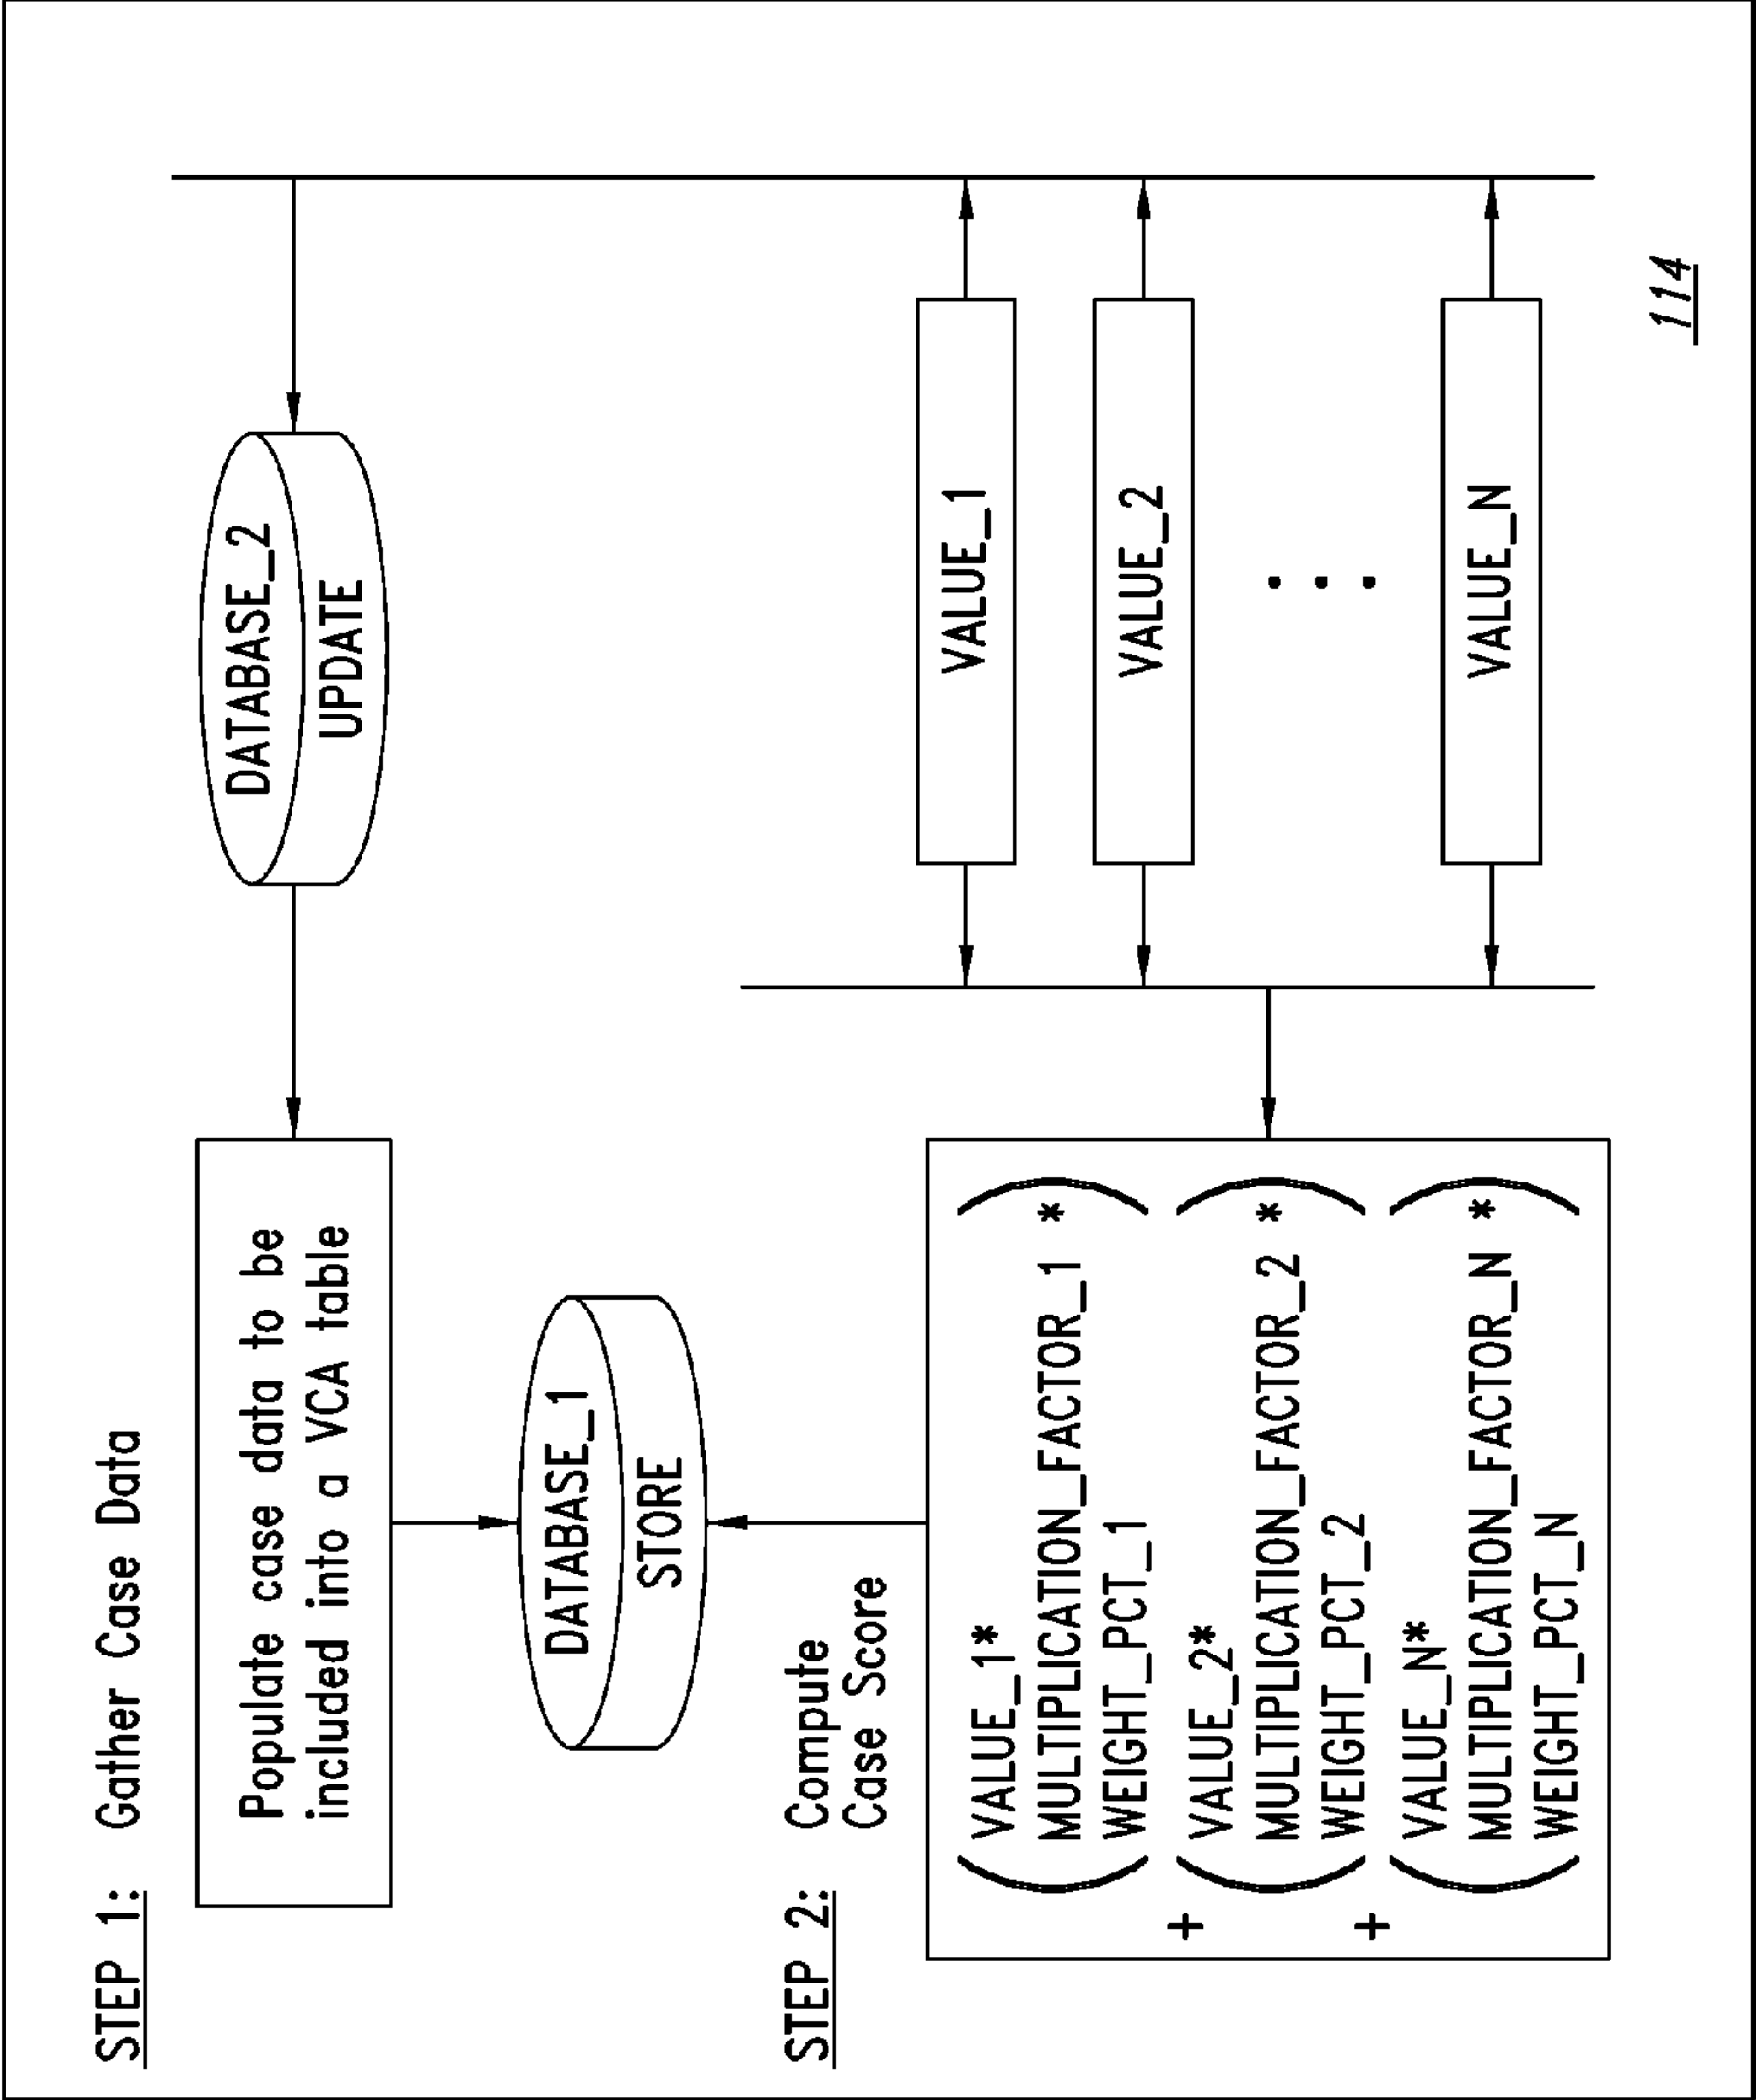 STEP 1: Gather Case Data
Populate case data to be
included into a VCA table
DATABASE_2
UPDATE
DATABASE_1
STORE
STEP 2: Compute
Case Score
VALUE_1*
MULTIPLICATION_FACTOR_1 *
WEIGHT_PCT_1
+
VALUE_2*
MULTIPLICATION_FACTOR_2 *
WEIGHT_PCT_2
+
VALUE_N*
MULTIPLICATION_FACTOR_N *
WEIGHT_PCT_N
VALUE_1
VALUE_2
VALUE_N
114